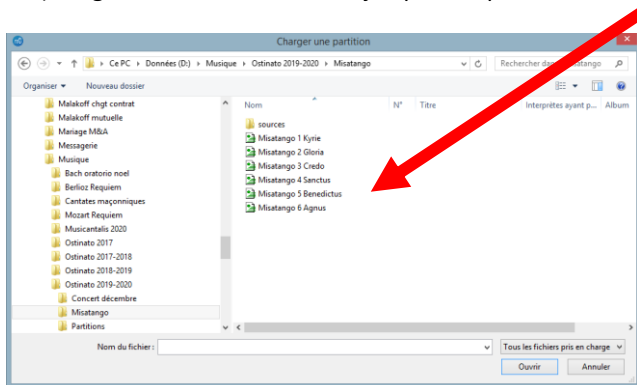 Charger une partition
Ce PC ▸ Données (D:) ▸ Musique ▸ Ostinato 2019-2020 ▸ Misatango
Rechercher
Organiser Nouveau dossier
Nom N° Titre Interprètes ayant p... Album
Malakoff chgt contrat
Malakoff mutuelle
Mariage M&A
Messagerie
Musique
Bach oratorio noel
Berlioz Requiem
Cantates maçonniques
Mozart Requiem
Musicantalis 2020
Ostinato 2017
Ostinato 2017-2018
Ostinato 2018-2019
Ostinato 2019-2020
Concert décembre
Misatango
Partitions
sources
Misatango 1 Kyrie
Misatango 2 Gloria
Misatango 3 Credo
Misatango 4 Sanctus
Misatango 5 Benedictus
Misatango 6 Agnus
Nom du fichier :
Tous les fichiers pris en charge
Ouvrir Annuler